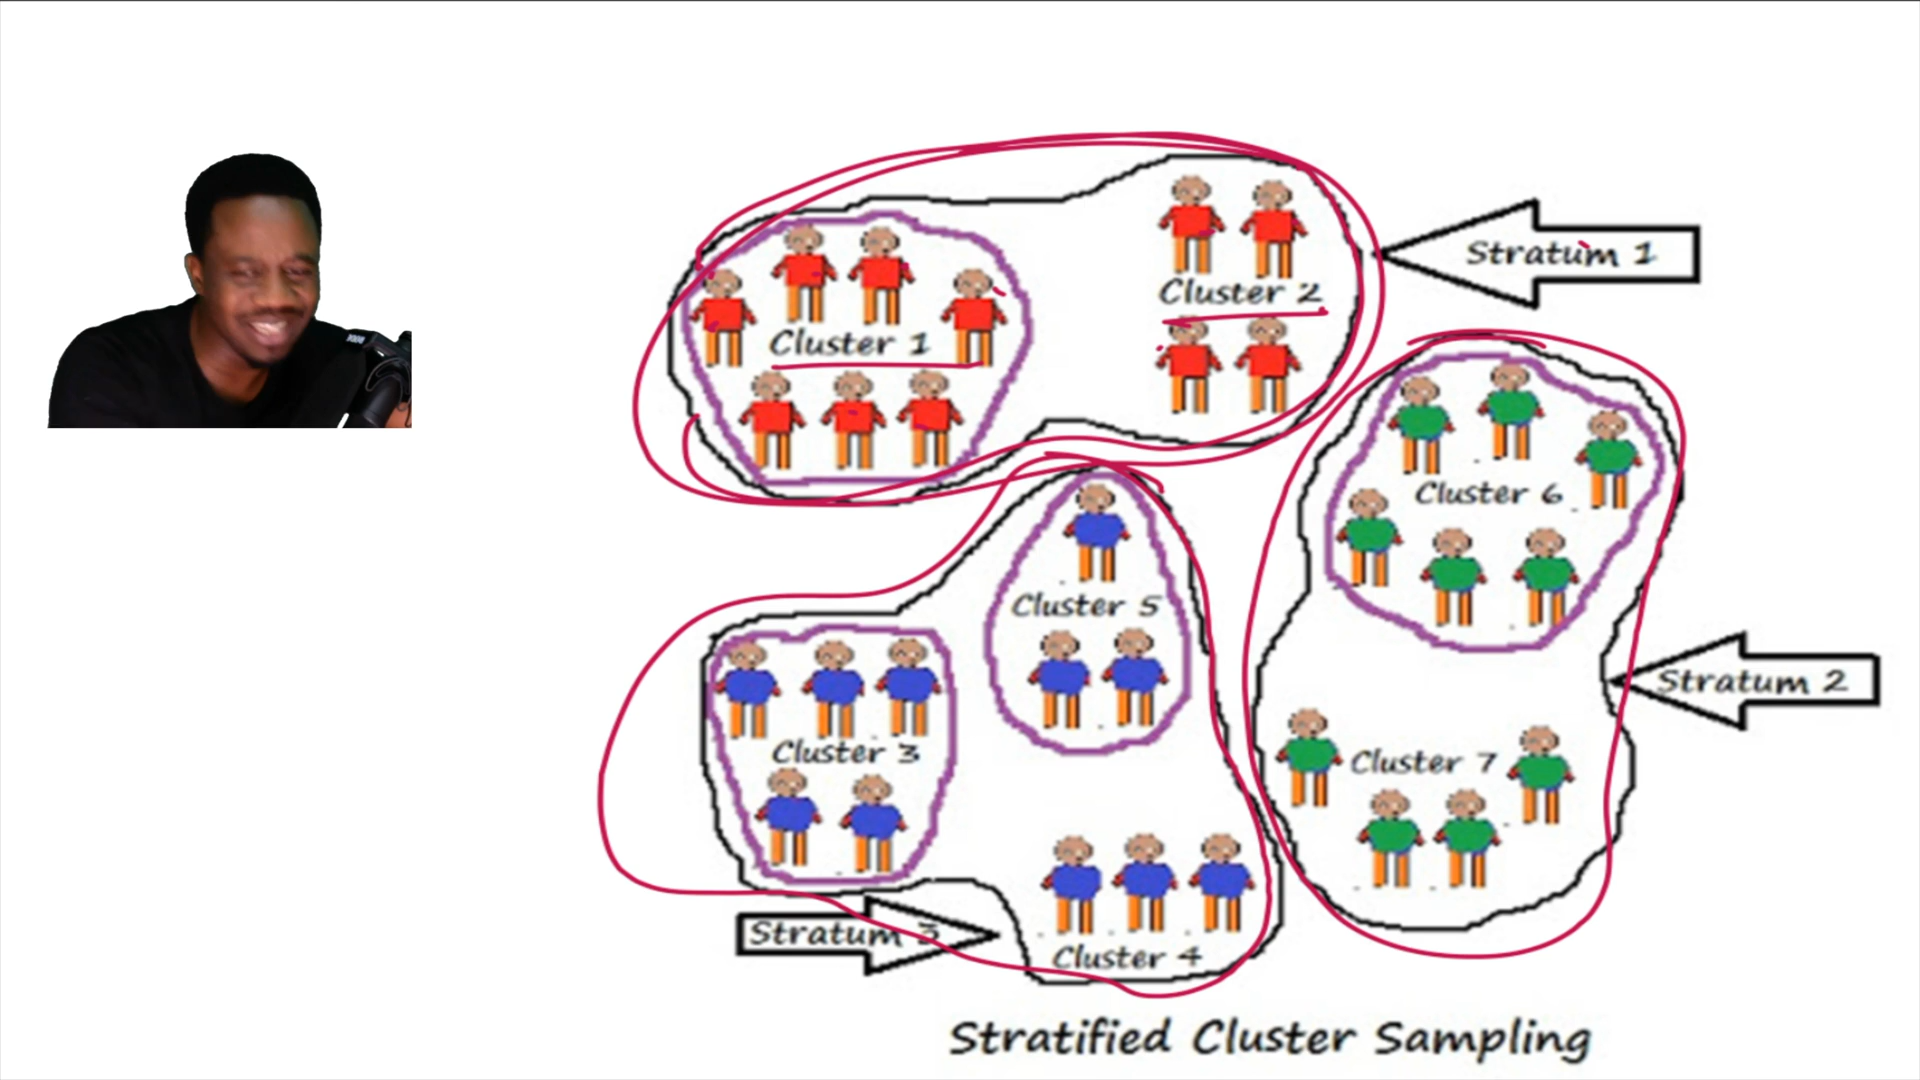 Stratum 1
Cluster 2
Cluster 1
Cluster 6
Cluster 5
Stratum 2
Cluster 3
Cluster 7
Stratum 3
Cluster 4
Stratified Cluster Sampling